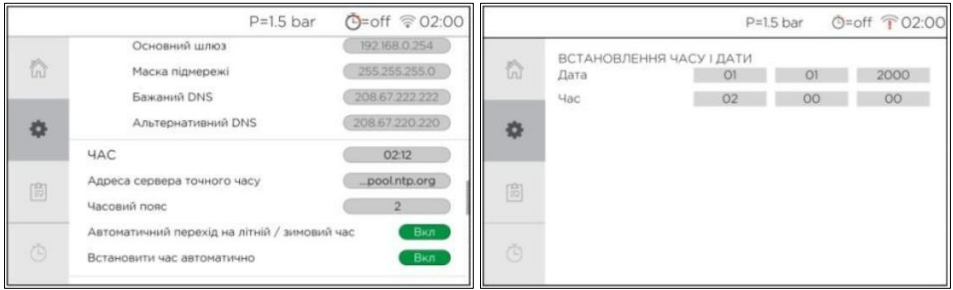 P=1.5 bar =off 02:00
Основний шлюз 192.168.0.254
Маска підмережі 255.255.255.0
Бажаний DNS 208.67.222.222
Альтернативний DNS 208.67.220.220
ЧАС 02:12
Адреса сервера точного часу ...pool.ntp.org
Часовий пояс 2
Автоматичний перехід на літній / зимовий час Вкл
Встановити час автоматично Вкл
P=1.5 bar =off 02:00
ВСТАНОВЛЕННЯ ЧАСУ І ДАТИ
Дата 01 01 2000
Час 02 00 00